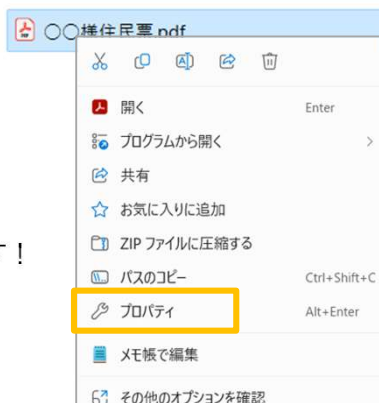 〇〇様住民票.pdf
開く Enter
プログラムから開く
共有
お気に入りに追加
す！
ZIP ファイルに圧縮する
パスのコピー Ctrl+Shift+C
プロパティ Alt+Enter
メモ帳で編集
その他のオプションを確認